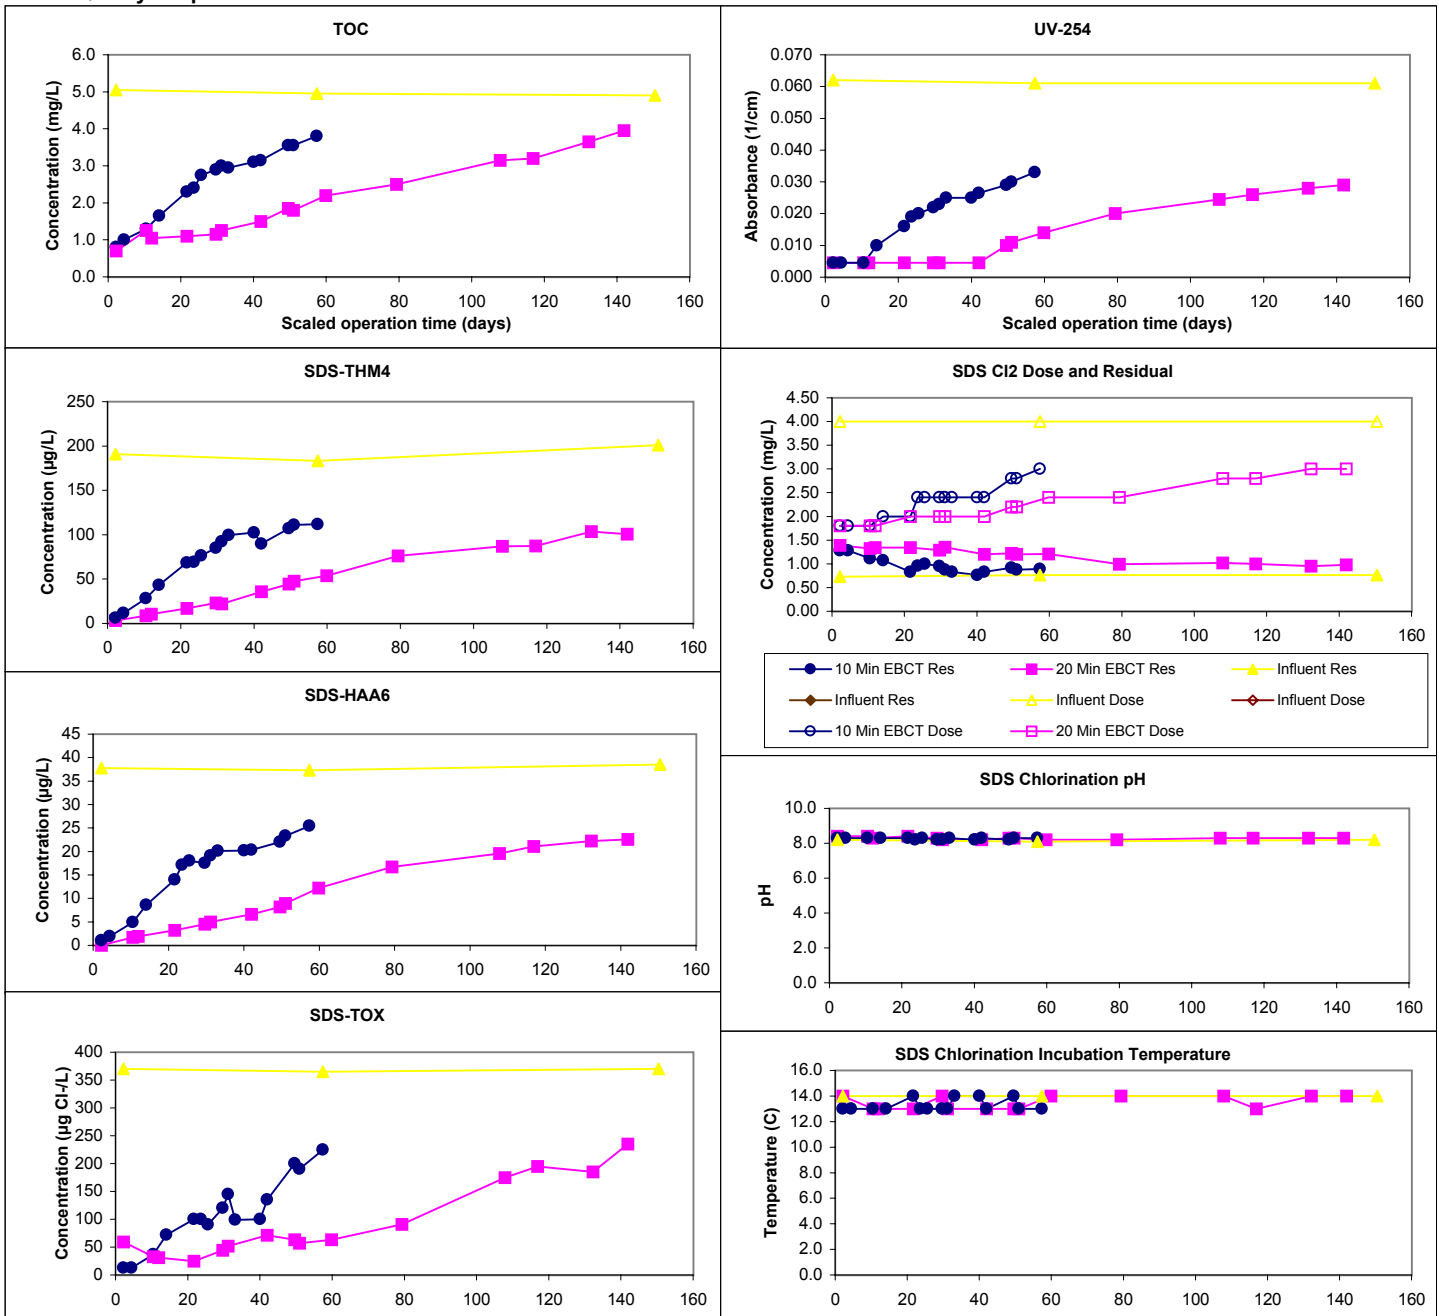 TOC
6.0
5.0
4.0
3.0
2.0
1.0
0.0
Concentration (mg/L)
0 20 40 60 80 100 120 140 160
Scaled operation time (days)
UV-254
0.070
0.060
0.050
0.040
0.030
0.020
0.010
0.000
Absorbance (1/cm)
0 20 40 60 80 100 120 140 160
Scaled operation time (days)
SDS-THM4
250
200
150
100
50
0
Concentration (µg/L)
0 20 40 60 80 100 120 140 160
SDS Cl2 Dose and Residual
4.50
4.00
3.50
3.00
2.50
2.00
1.50
1.00
0.50
0.00
Concentration (mg/L)
0 20 40 60 80 100 120 140 160
10 Min EBCT Res 20 Min EBCT Res Influent Res
Influent Res Influent Dose Influent Dose
10 Min EBCT Dose 20 Min EBCT Dose
SDS-HAA6
45
40
35
30
25
20
15
10
5
0
Concentration (µg/L)
0 20 40 60 80 100 120 140 160
SDS Chlorination pH
10.0
8.0
6.0
4.0
2.0
0.0
pH
0 20 40 60 80 100 120 140 160
SDS-TOX
400
350
300
250
200
150
100
50
0
Concentration (µg Cl-/L)
0 20 40 60 80 100 120 140 160
SDS Chlorination Incubation Temperature
16.0
14.0
12.0
10.0
8.0
6.0
4.0
2.0
0.0
Temperature (C)
0 20 40 60 80 100 120 140 160